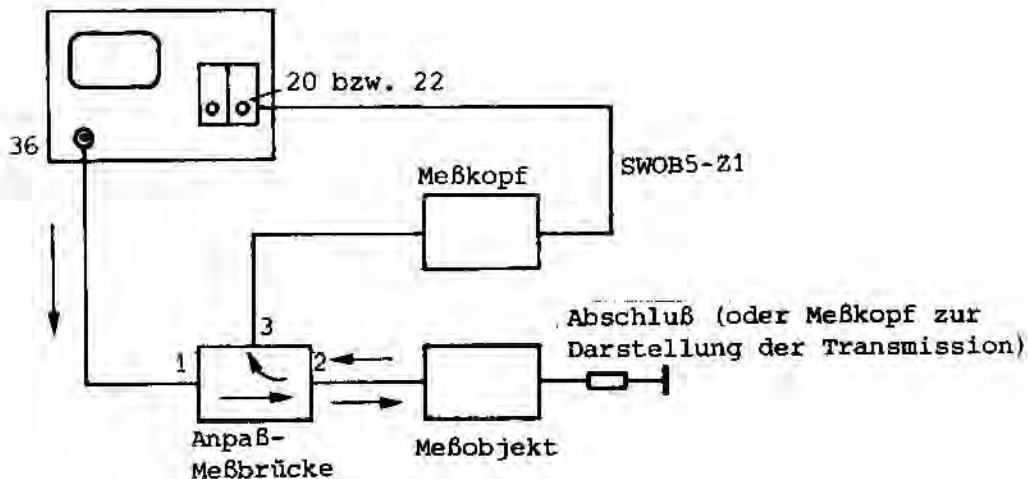 20 bzw. 22
36
SWOB5-Z1
Meßkopf
3
Abschluß (oder Meßkopf zur
Darstellung der Transmission)
1
2
Anpaß-
Meßbrücke
Meßobjekt